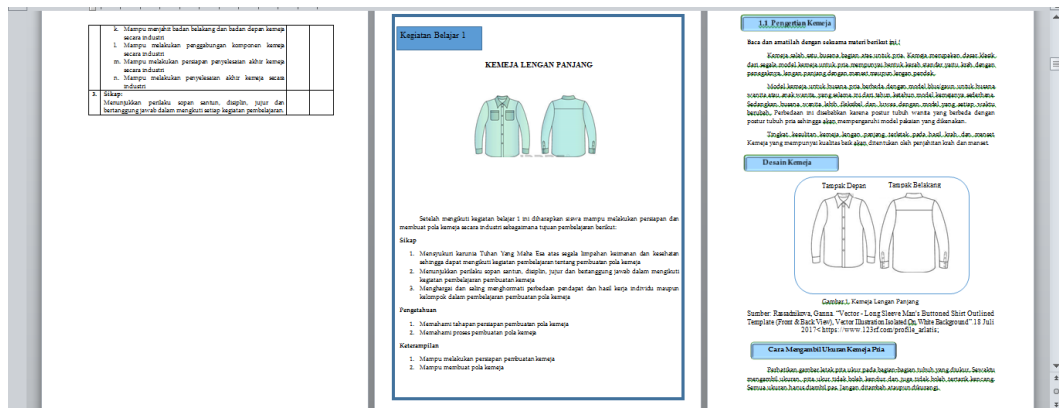 k. Mampu menjahit badan belakang dan badan depan kemeja
secara industri
l. Mampu melakukan penggabungan komponen kemeja
secara industri
m. Mampu melakukan persiapan penyelesaian akhir kemeja
secara industri
n. Mampu melakukan penyelesaian akhir kemeja secara
industri
3. Sikap:
Menunjukkan perilaku sopan santun, disiplin, jujur dan
bertanggung jawab dalam mengikuti setiap kegiatan pembelajaran.
Kegiatan Belajar 1
KEMEJA LENGAN PANJANG
Setelah mengikuti kegiatan belajar 1 ini diharapkan siswa mampu melakukan persiapan dan
membuat pola kemeja secara industri sebagaimana tujuan pembelajaran berikut:
Sikap
1. Mensyukuri karunia Tuhan Yang Maha Esa atas segala limpahan keimanan dan kesehatan
sehingga dapat mengikuti kegiatan pembelajaran tentang pembuatan pola kemeja
2. Menunjukkan perilaku sopan santun, disiplin, jujur dan bertanggung jawab dalam mengikuti
kegiatan pembelajaran pembuatan kemeja
3. Menghargai dan saling menghormati perbedaan pendapat dan hasil kerja individu maupun
kelompok dalam pembelajaran pembuatan pola kemeja
Pengetahuan
1. Memahami tahapan persiapan pembuatan pola kemeja
2. Memahami proses pembuatan pola kemeja
Keterampilan
1. Mampu melakukan persiapan pembuatan kemeja
2. Mampu membuat pola kemeja
1.1 Pengertian Kemeja
Baca dan amatilah dengan seksama materi berikut ini.!
Kemeja salah satu busana bagian atas untuk pria. Kemeja merupakan dasar klasik
dari segala model kemeja untuk pria mempunyai bentuk kerah standar yaitu krah dengan
penegaknya, lengan panjang dengan manset maupun lengan pendek.
Model kemeja untuk busana pria berbeda dengan model blus/gaun untuk busana
wanita atau anak wanita, yang selama ini dari tahun ketahun model kemejanya sederhana.
Sedangkan busana wanita lebih fleksibel dan luwes dengan model yang setiap waktu
berubah. Perbedaan ini disebabkan karena postur tubuh wanita yang berbeda dengan
postur tubuh pria sehingga akan mempengaruhi model pakaian yang dikenakan.
Tingkat kesulitan kemeja lengan panjang terletak pada hasil krah dan manset
Kemeja yang mempunyai kualitas baik akan ditentukan oleh penjahitan krah dan manset.
Desain Kemeja
Tampak Depan Tampak Belakang
Gambar 1. Kemeja Lengan Panjang
Sumber: Rassadnikova, Ganna. “Vector - Long Sleeve Man's Buttoned Shirt Outlined
Template (Front & Back View), Vector Illustration Isolated On White Background”.18 Juli
2017< https://www.123rf.com/profile_arlatis;
Cara Mengambil Ukuran Kemeja Pria
Perhatikan gambar letak pita ukur pada bagian-bagian tubuh yang diukur. Sewaktu
mengambil ukuran, pita ukur tidak boleh kendur dan juga tidak boleh tertarik kencang.
Semua ukuran harus diambil pas. Jangan ditambah ataupun dikurangi.